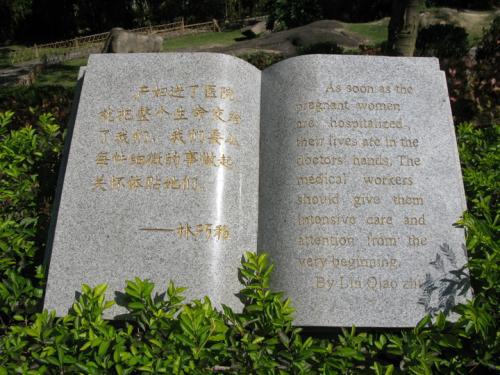 产妇进了医院
就把整个生命交给
了我们，我们要从
每件细微的事做起
关怀体贴她们。
——林巧稚
As soon as the
pregnant women
are hospitalized,
their lives are in the
doctors' hands, The
medical workers
should give them
intensive care and
attention from the
very beginning.
By Lin Qiao zhi